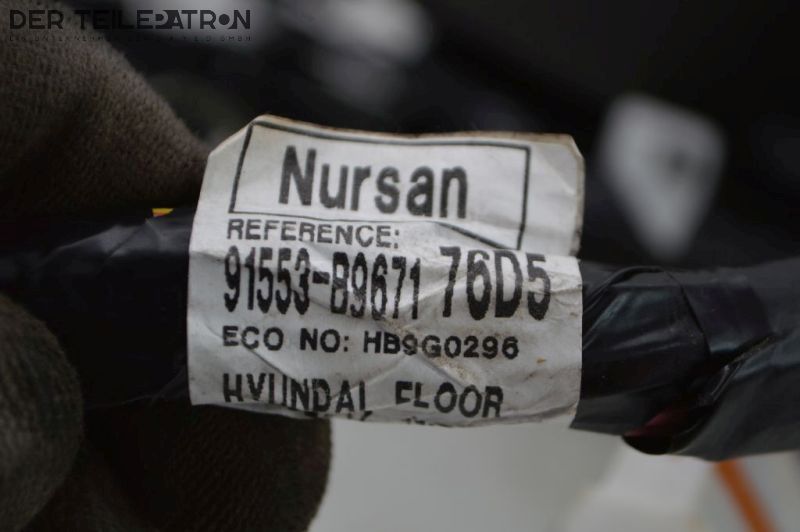 DER TEILEPATRON
Nursan
REFERENCE:
91553-B9671 76D5
ECO NO: HB9G0296
HYUNDAI FLOOR